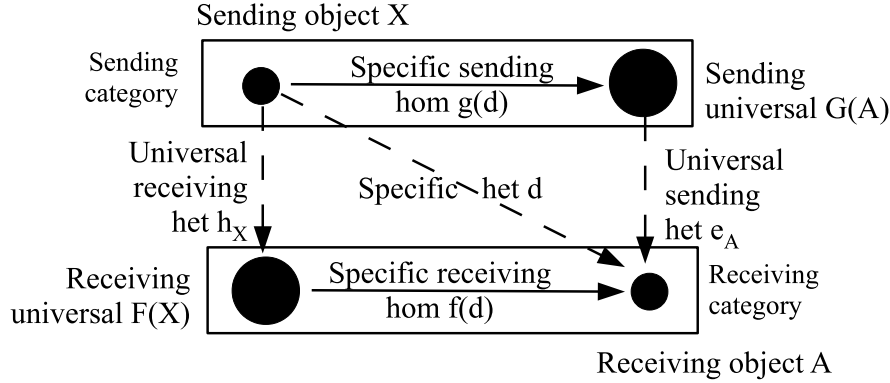 Sending object X
Sending
category
Specific sending
hom g(d)
Sending
universal G(A)
Universal
receiving
het h_X
Specific het d
Universal
sending
het e_A
Receiving
universal F(X)
Specific receiving
hom f(d)
Receiving
category
Receiving object A